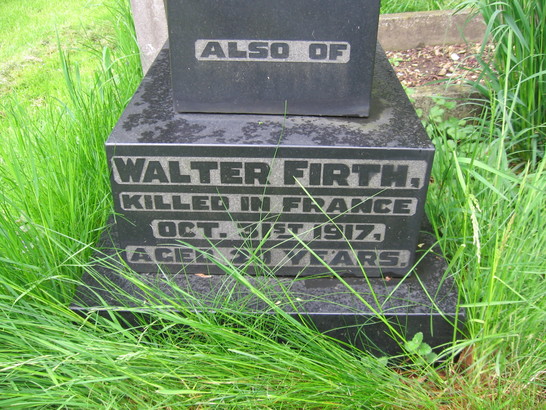 ALSO OF
WALTER FIRTH,
KILLED IN FRANCE
OCT. 31ST 1917,
AGED YEARS.